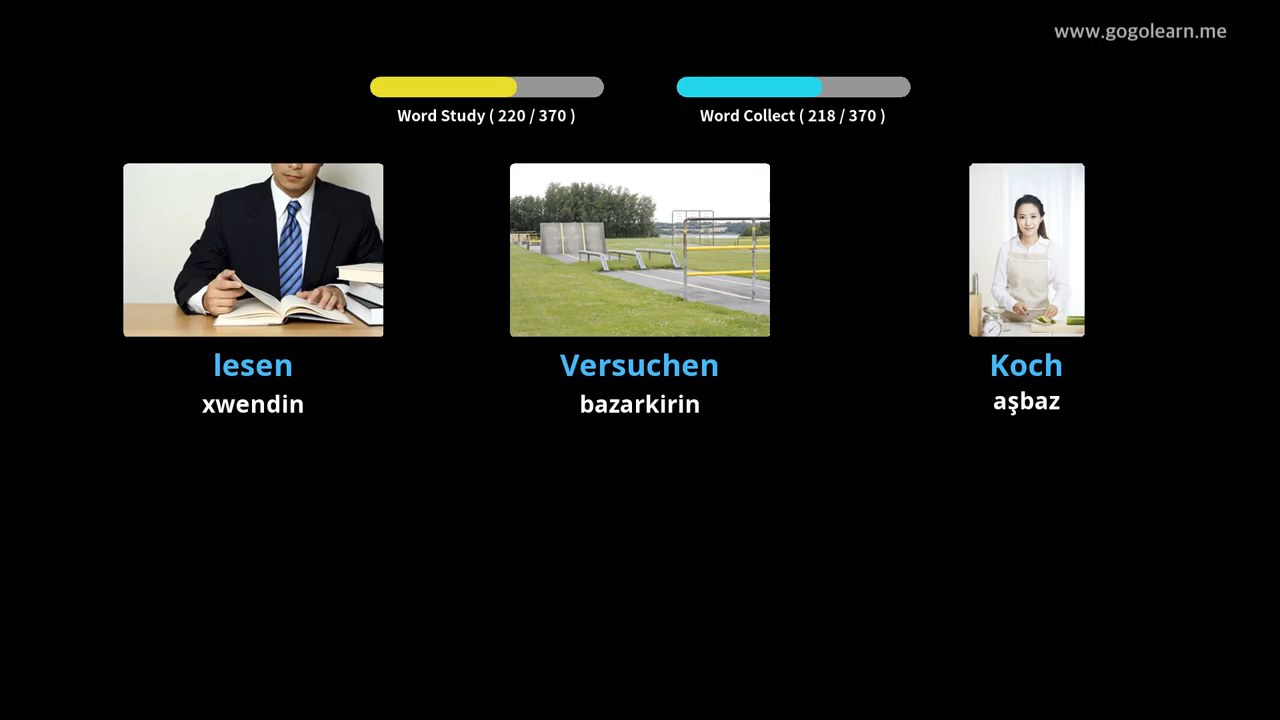 www.gogolearn.me
Word Study ( 220 / 370 )
Word Collect ( 218 / 370 )
lesen
Versuchen
Koch
xwendin
bazarkirin
aşbaz